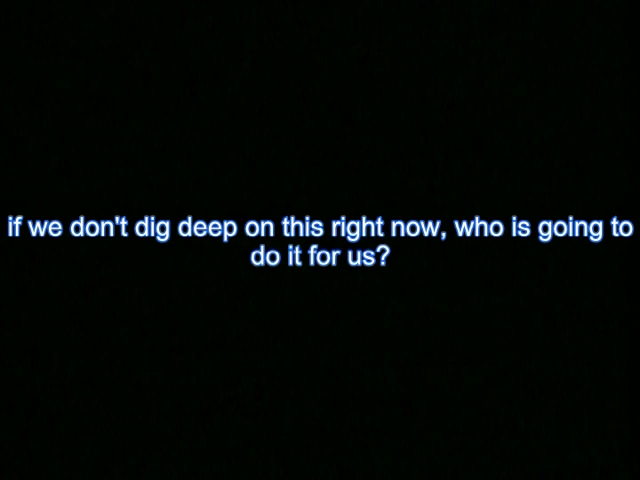 if we don't dig deep on this right now, who is going to
do it for us?